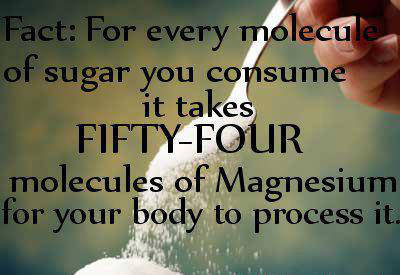 Fact: For every molecule
of sugar you consume
it takes
FIFTY-FOUR
molecules of Magnesium
for your body to process it.